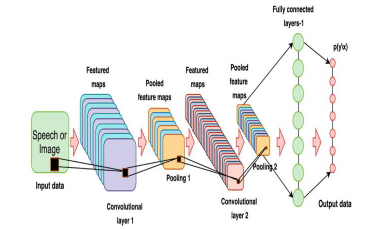 Fully connected
layers-1
p(y\x)
Featured
maps
Pooled
feature maps
Featured
maps
Pooled
feature
maps
Speech or
Image
Input data
Pooling 1
Pooling 2
Convolutional
layer 1
Convolutional
layer 2
Output data